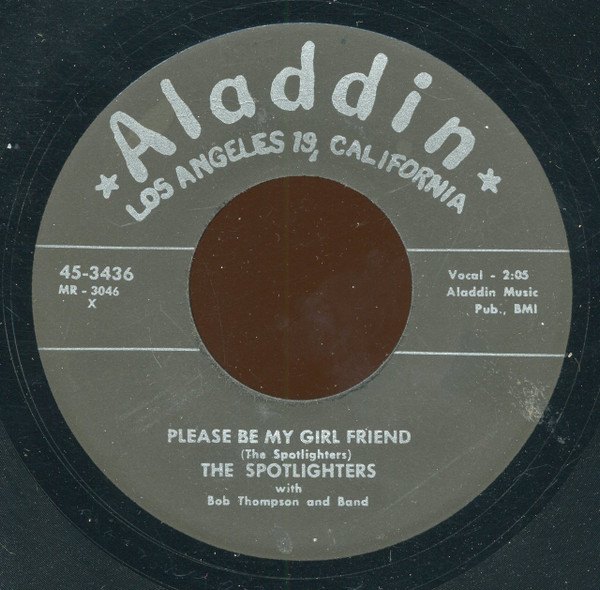 Aladdin
LOS ANGELES 19, CALIFORNIA
45-3436
MR - 3046
X
Vocal - 2:05
Aladdin Music
Pub., BMI
PLEASE BE MY GIRL FRIEND
(The Spotlighters)
THE SPOTLIGHTERS
with
Bob Thompson and Band